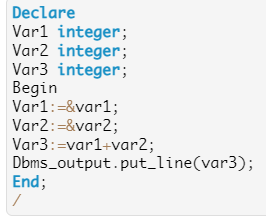 Declare
Var1 integer;
Var2 integer;
Var3 integer;
Begin
Var1:=&var1;
Var2:=&var2;
Var3:=var1+var2;
Dbms_output.put_line(var3);
End;
/